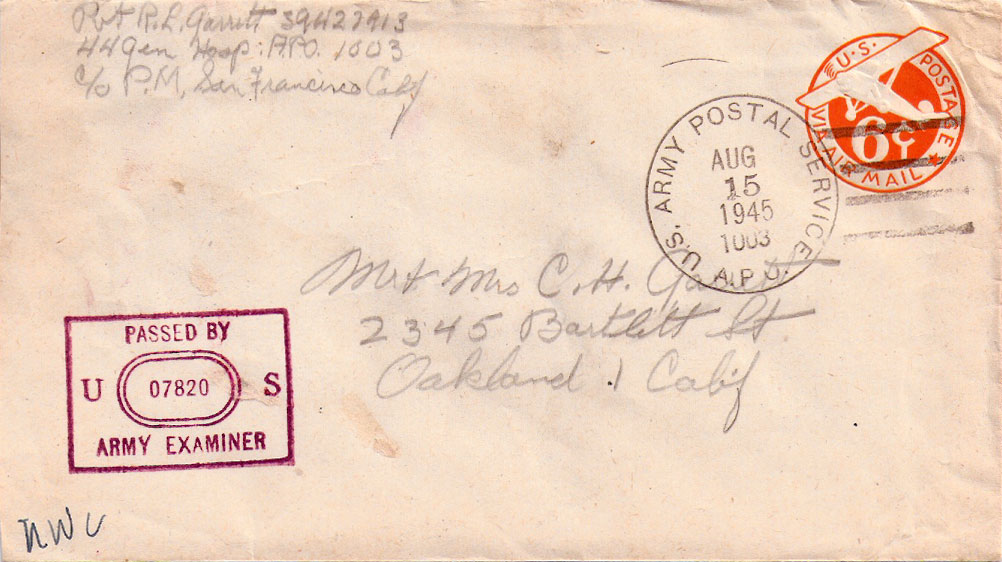 Pvt R.L. Garrett 39427913
44 Gen Hosp. A.P.O. 1003
c/o P.M. San Francisco Calif
U.S. POSTAGE
VIA AIR MAIL
6¢
U.S. ARMY POSTAL SERVICE
AUG
15
1945
1003
A.P.O.
Mr & Mrs C. H. Garrett
2345 Bartlett St.
Oakland 1 Calif
PASSED BY
U 07820 S
ARMY EXAMINER